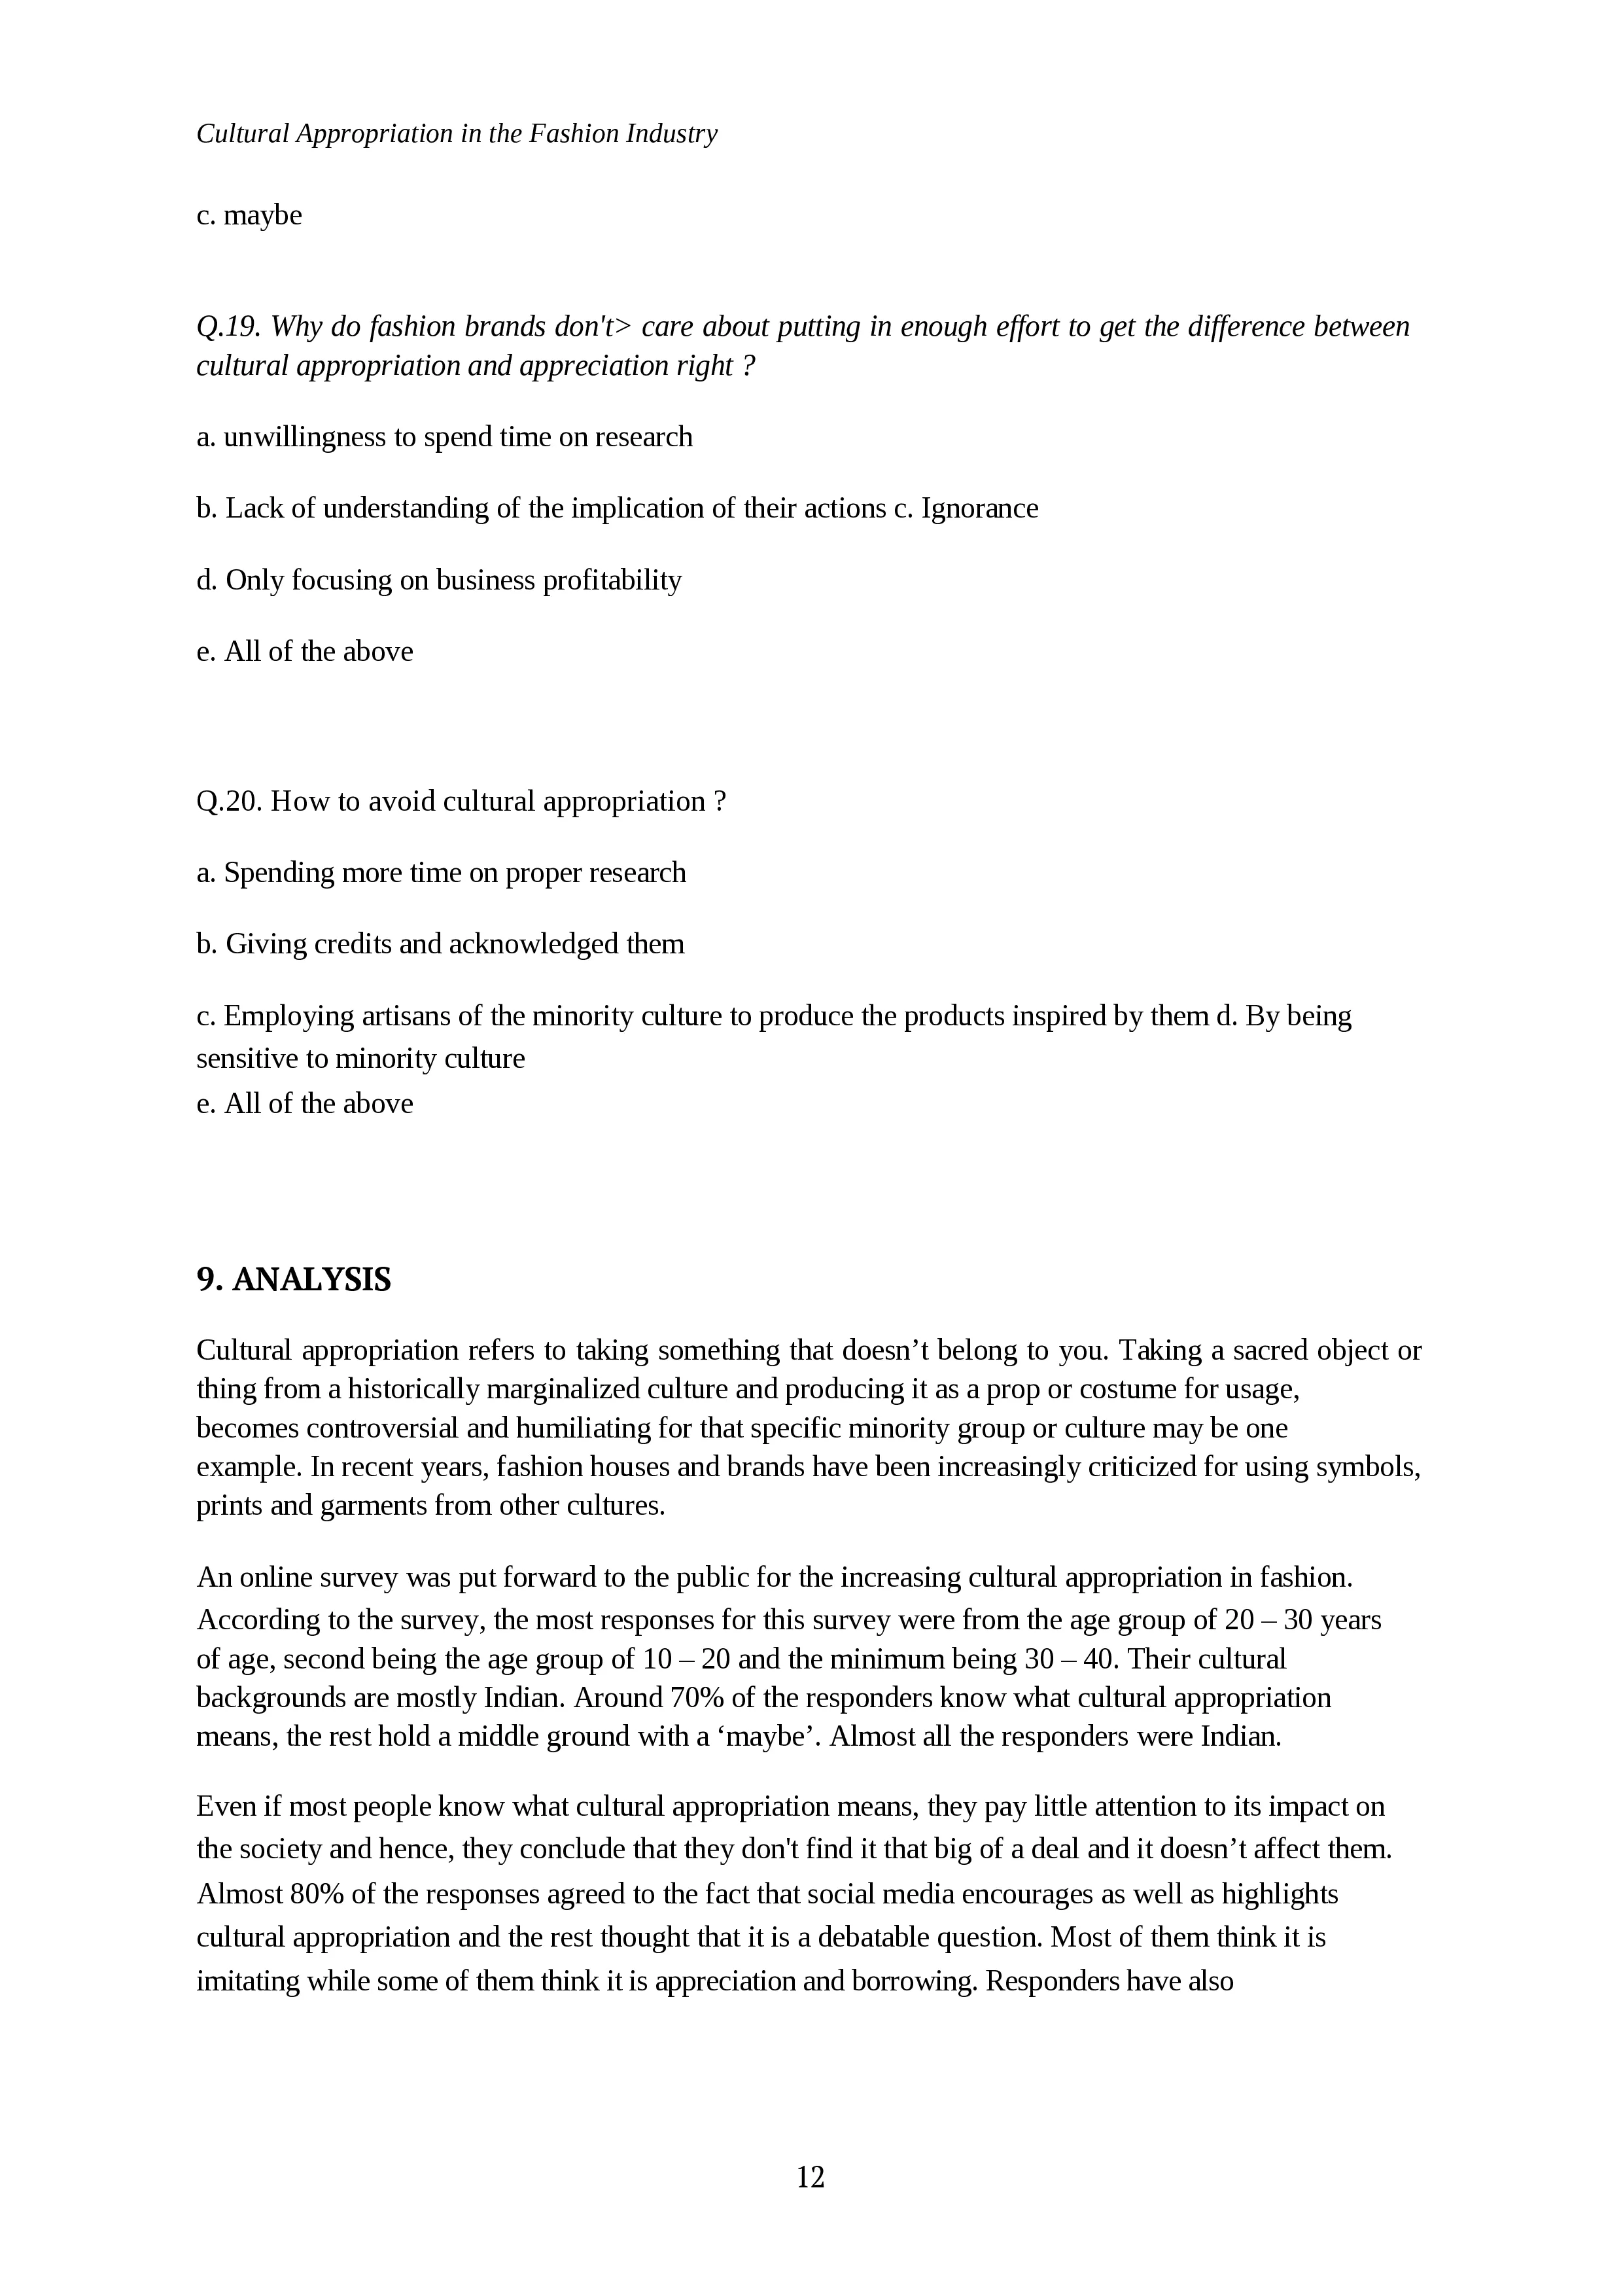 Cultural Appropriation in the Fashion Industry
c. maybe
Q.19. Why do fashion brands don't> care about putting in enough effort to get the difference between
cultural appropriation and appreciation right ?
a. unwillingness to spend time on research
b. Lack of understanding of the implication of their actions c. Ignorance
d. Only focusing on business profitability
e. All of the above
Q.20. How to avoid cultural appropriation ?
a. Spending more time on proper research
b. Giving credits and acknowledged them
c. Employing artisans of the minority culture to produce the products inspired by them d. By being
sensitive to minority culture
e. All of the above
9. ANALYSIS
Cultural appropriation refers to taking something that doesn’t belong to you. Taking a sacred object or
thing from a historically marginalized culture and producing it as a prop or costume for usage,
becomes controversial and humiliating for that specific minority group or culture may be one
example. In recent years, fashion houses and brands have been increasingly criticized for using symbols,
prints and garments from other cultures.
An online survey was put forward to the public for the increasing cultural appropriation in fashion.
According to the survey, the most responses for this survey were from the age group of 20 – 30 years
of age, second being the age group of 10 – 20 and the minimum being 30 – 40. Their cultural
backgrounds are mostly Indian. Around 70% of the responders know what cultural appropriation
means, the rest hold a middle ground with a ‘maybe’. Almost all the responders were Indian.
Even if most people know what cultural appropriation means, they pay little attention to its impact on
the society and hence, they conclude that they don't find it that big of a deal and it doesn’t affect them.
Almost 80% of the responses agreed to the fact that social media encourages as well as highlights
cultural appropriation and the rest thought that it is a debatable question. Most of them think it is
imitating while some of them think it is appreciation and borrowing. Responders have also
12